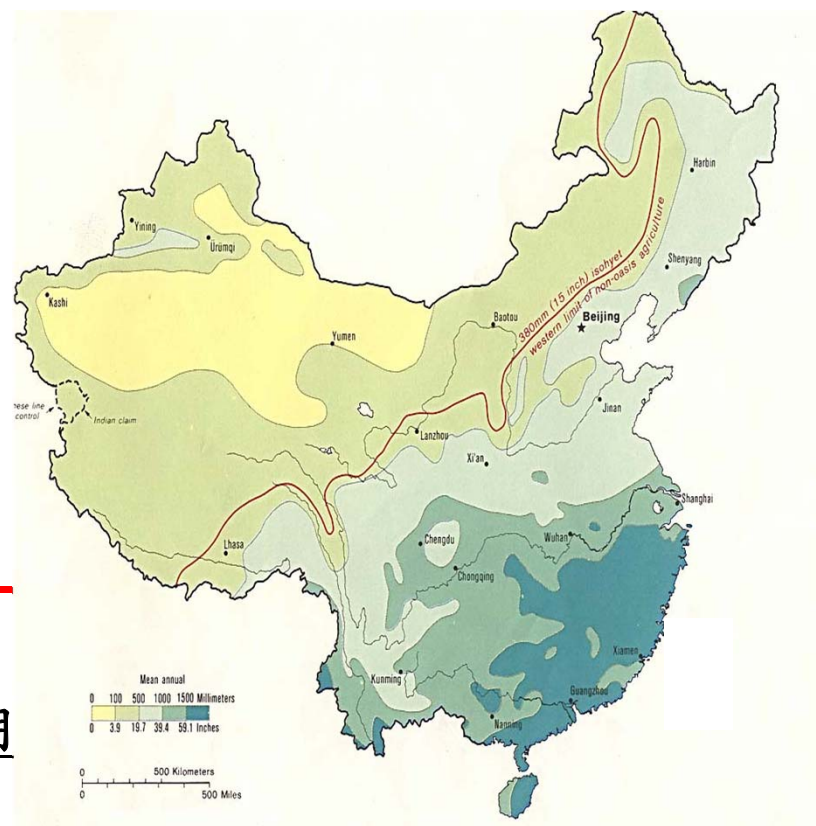 Harbin
Yining
Ürümqi
Shenyang
380mm (15 inch) isohyet
western limit of non-oasis agriculture
Kashi
Baotou
Beijing
Yumen
nese line
control
Indian claim
Jinan
Lanzhou
Xi'an
Shanghai
Lhasa
Chengdu
Wuhan
Chongqing
Xiamen
Kunming
Guangzhou
Nanning
Mean annual
0 100 500 1000 1500 Millimeters
0 3.9 19.7 39.4 59.1 Inches
0 500 Kilometers
0 500 Miles